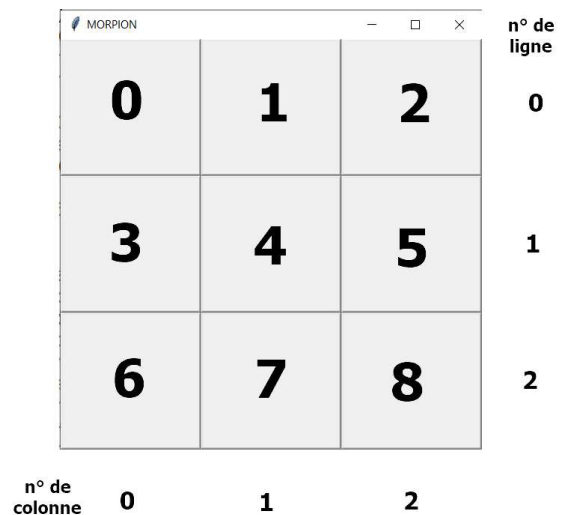 MORPION
n° de
ligne
0 1 2 0
3 4 5 1
6 7 8 2
n° de
colonne
0 1 2